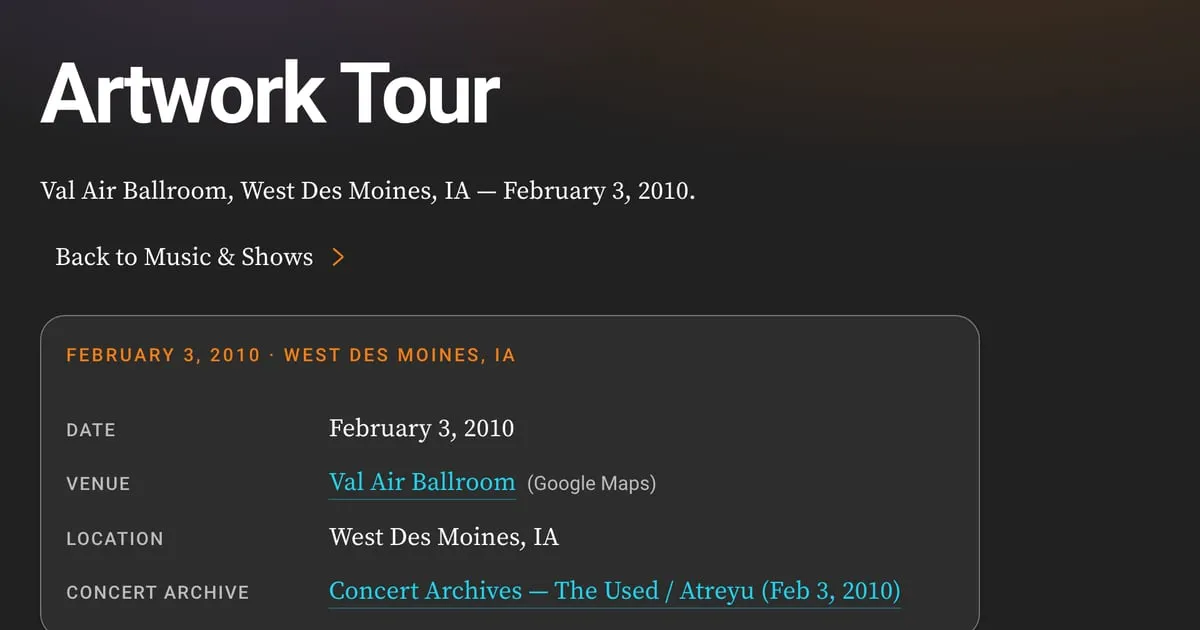 Artwork Tour
Val Air Ballroom, West Des Moines, IA — February 3, 2010.
Back to Music & Shows >
FEBRUARY 3, 2010 · WEST DES MOINES, IA
DATE February 3, 2010
VENUE Val Air Ballroom (Google Maps)
LOCATION West Des Moines, IA
CONCERT ARCHIVE Concert Archives — The Used / Atreyu (Feb 3, 2010)